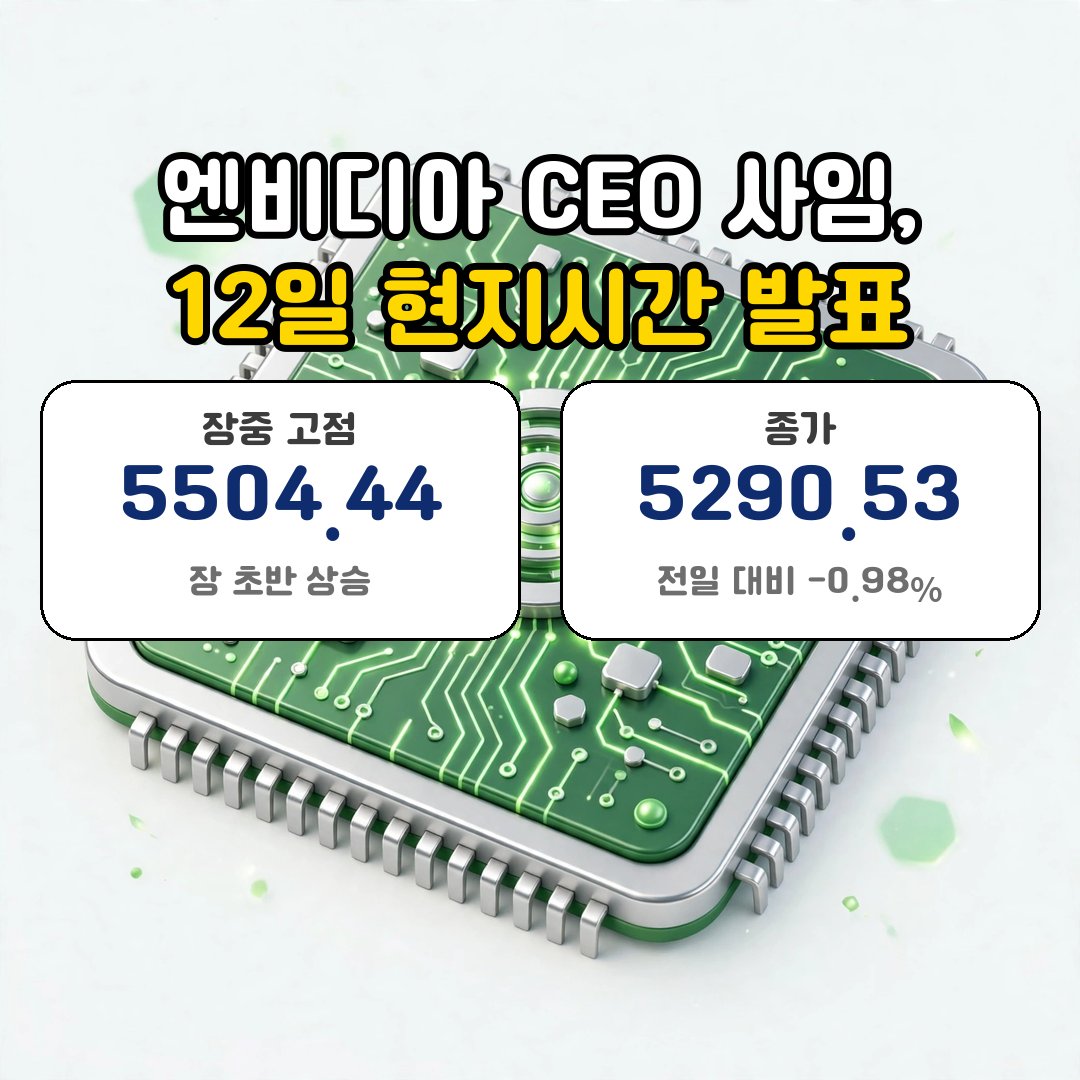 엔비디아 CEO 사임,
12일 현지시간 발표
장중 고점
5504.44
장 초반 상승
종가
5290.53
전일 대비 -0.98%